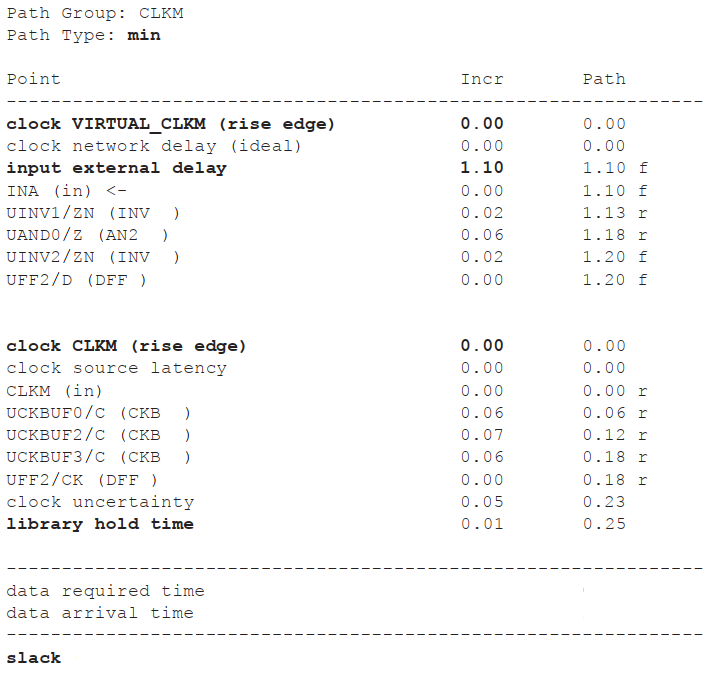 Path Group: CLKM
Path Type: min
Point Incr Path
--------------------------------------------------------------
clock VIRTUAL_CLKM (rise edge) 0.00 0.00
clock network delay (ideal) 0.00 0.00
input external delay 1.10 1.10 f
INA (in) <- 0.00 1.10 f
UINV1/ZN (INV ) 0.02 1.13 r
UAND0/Z (AN2 ) 0.06 1.18 r
UINV2/ZN (INV ) 0.02 1.20 f
UFF2/D (DFF ) 0.00 1.20 f
clock CLKM (rise edge) 0.00 0.00
clock source latency 0.00 0.00
CLKM (in) 0.00 0.00 r
UCKBUF0/C (CKB ) 0.06 0.06 r
UCKBUF2/C (CKB ) 0.07 0.12 r
UCKBUF3/C (CKB ) 0.06 0.18 r
UFF2/CK (DFF ) 0.00 0.18 r
clock uncertainty 0.05 0.23
library hold time 0.01 0.25
--------------------------------------------------------------
data required time
data arrival time
--------------------------------------------------------------
slack